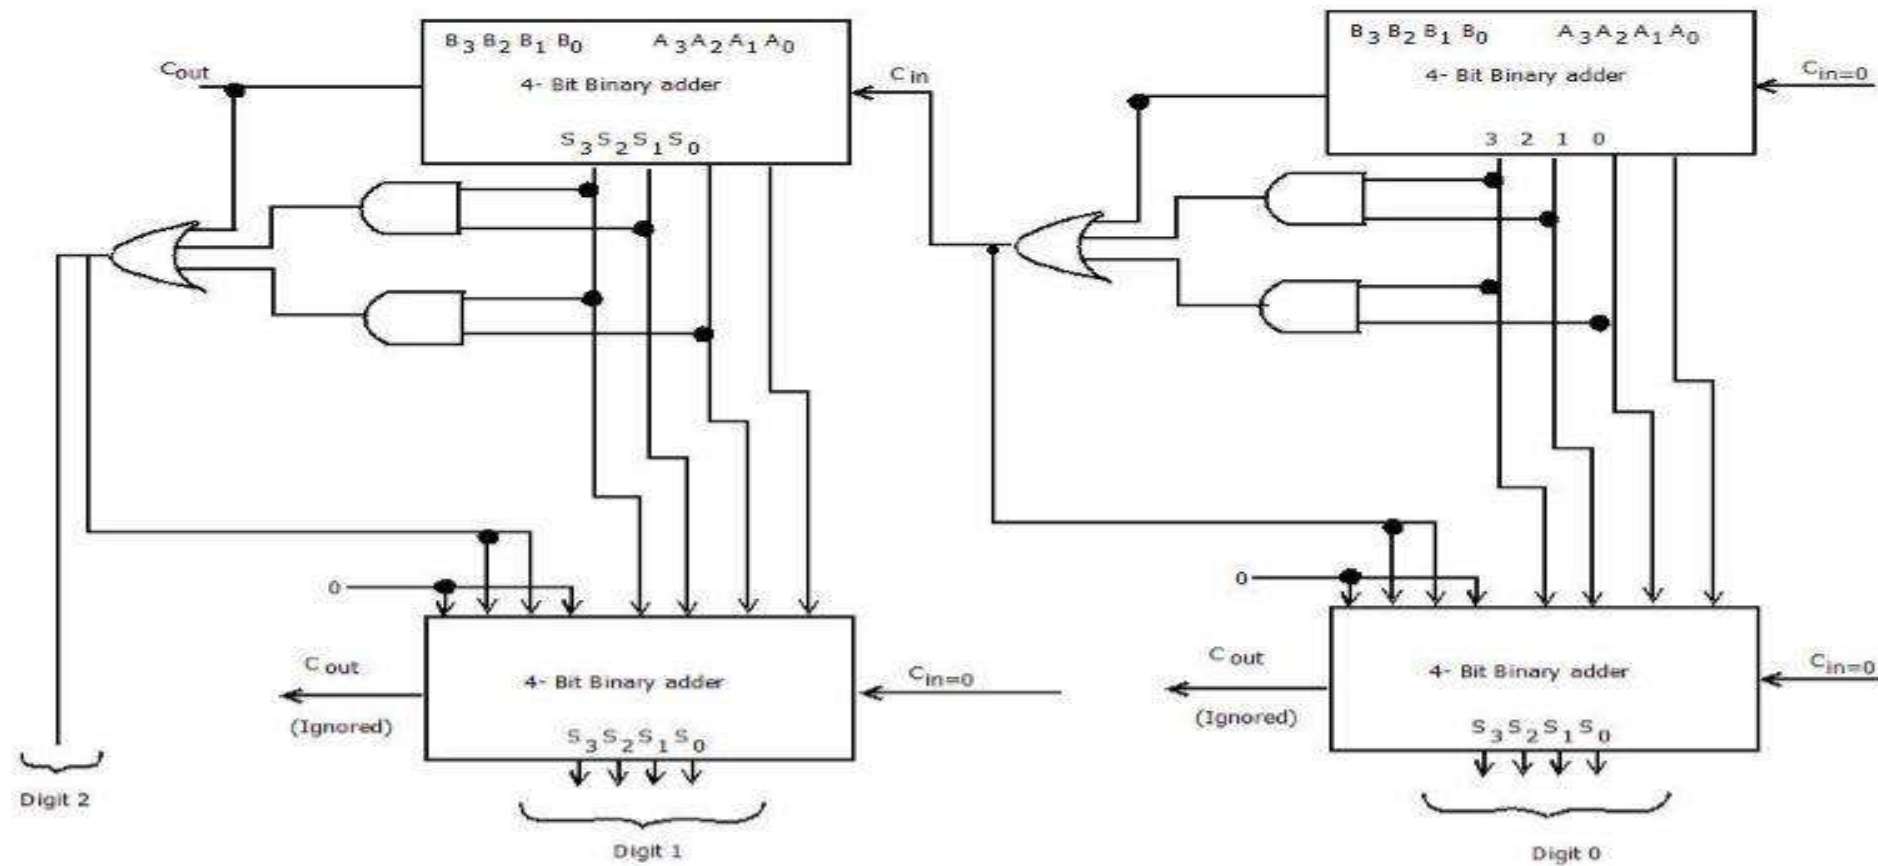 B3 B2 B1 B0 A3 A2 A1 A0
4- Bit Binary adder
Cout
Cin
S3 S2 S1 S0
B3 B2 B1 B0 A3 A2 A1 A0
4- Bit Binary adder
Cin=0
3 2 1 0
0
Cout
(Ignored)
4- Bit Binary adder
Cin=0
S3 S2 S1 S0
Digit 2
Digit 1
0
Cout
(Ignored)
4- Bit Binary adder
Cin=0
S3 S2 S1 S0
Digit 0